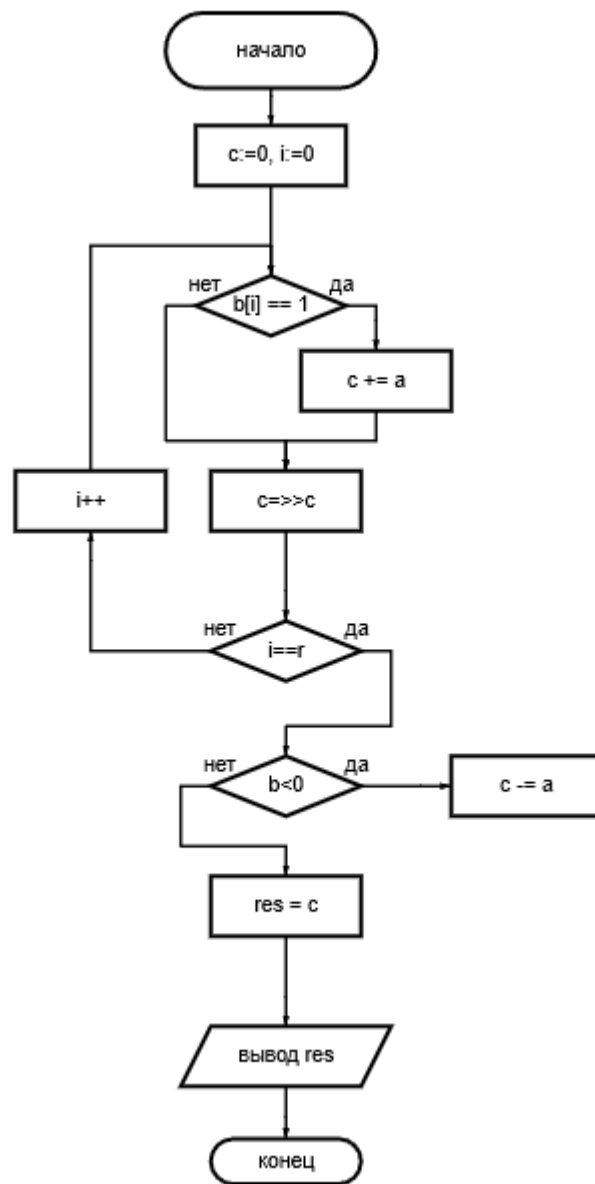 начало
c:=0, i:=0
нет
да
b[i] == 1
c += a
i++
c=>>c
нет
да
i==r
нет
да
b<0
c -= a
res = c
вывод res
конец